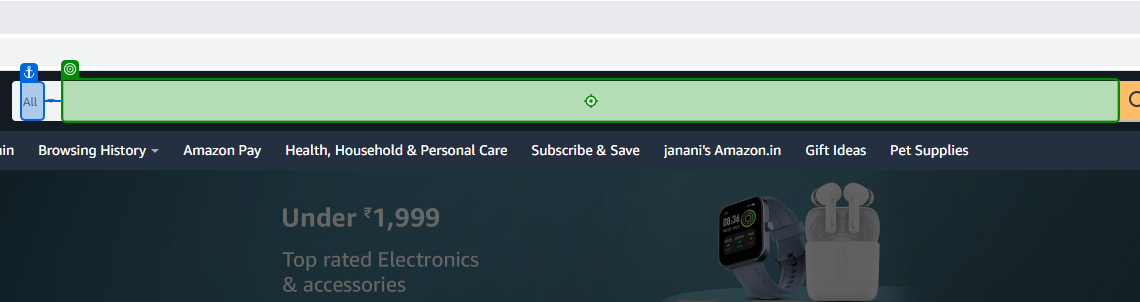 All
Browsing History
Amazon Pay
Health, Household & Personal Care
Subscribe & Save
janani's Amazon.in
Gift Ideas
Pet Supplies
Under ₹1,999
08:36
Top rated Electronics
& accessories